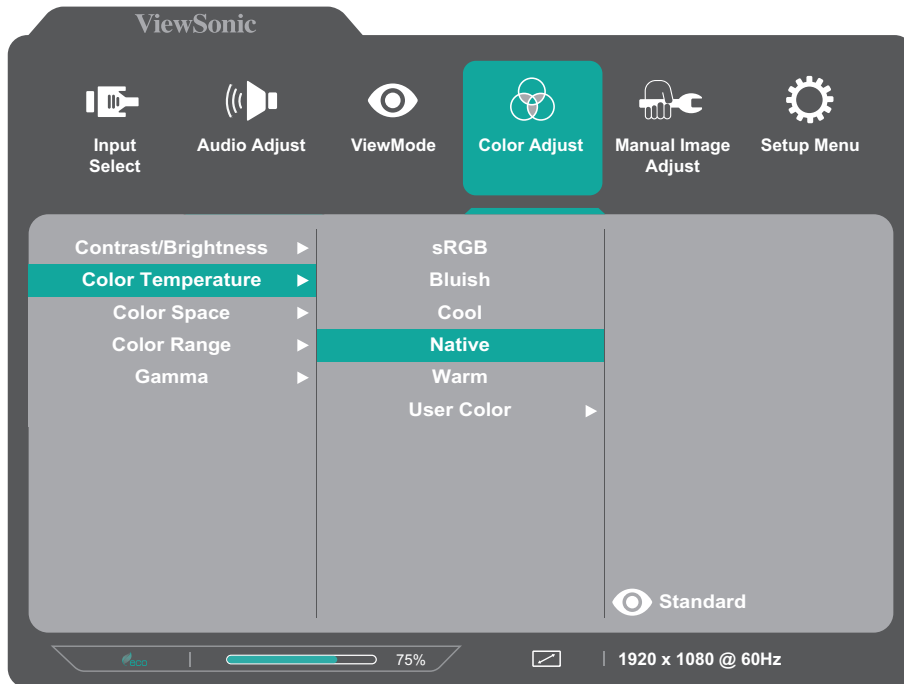 ViewSonic
Input
Select
Audio Adjust
ViewMode
Color Adjust
Manual Image
Adjust
Setup Menu
Contrast/Brightness
Color Temperature
Color Space
Color Range
Gamma
sRGB
Bluish
Cool
Native
Warm
User Color
Standard
eco
75%
1920 x 1080 @ 60Hz